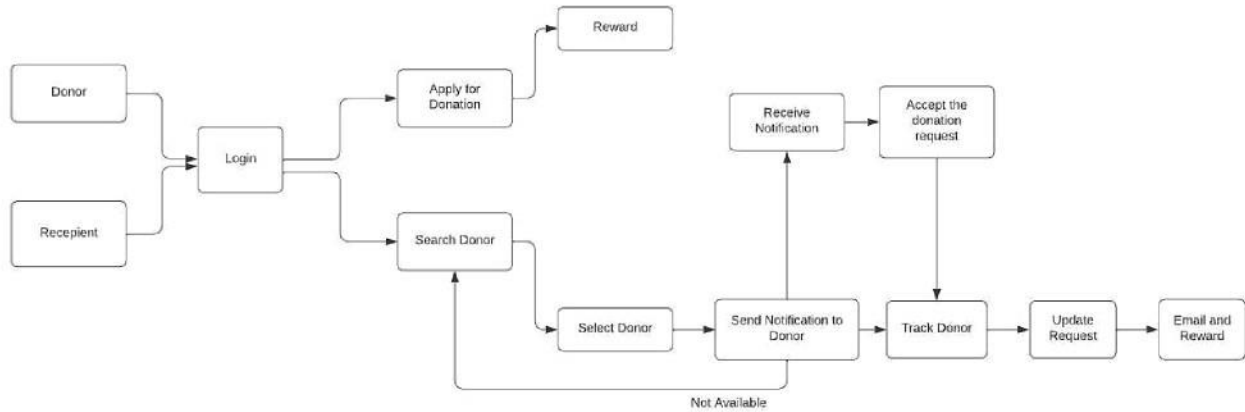 Reward
Donor
Apply for
Donation
Receive
Notification
Accept the
donation
request
Login
Recepient
Search Donor
Select Donor
Send Notification to
Donor
Track Donor
Update
Request
Email and
Reward
Not Available